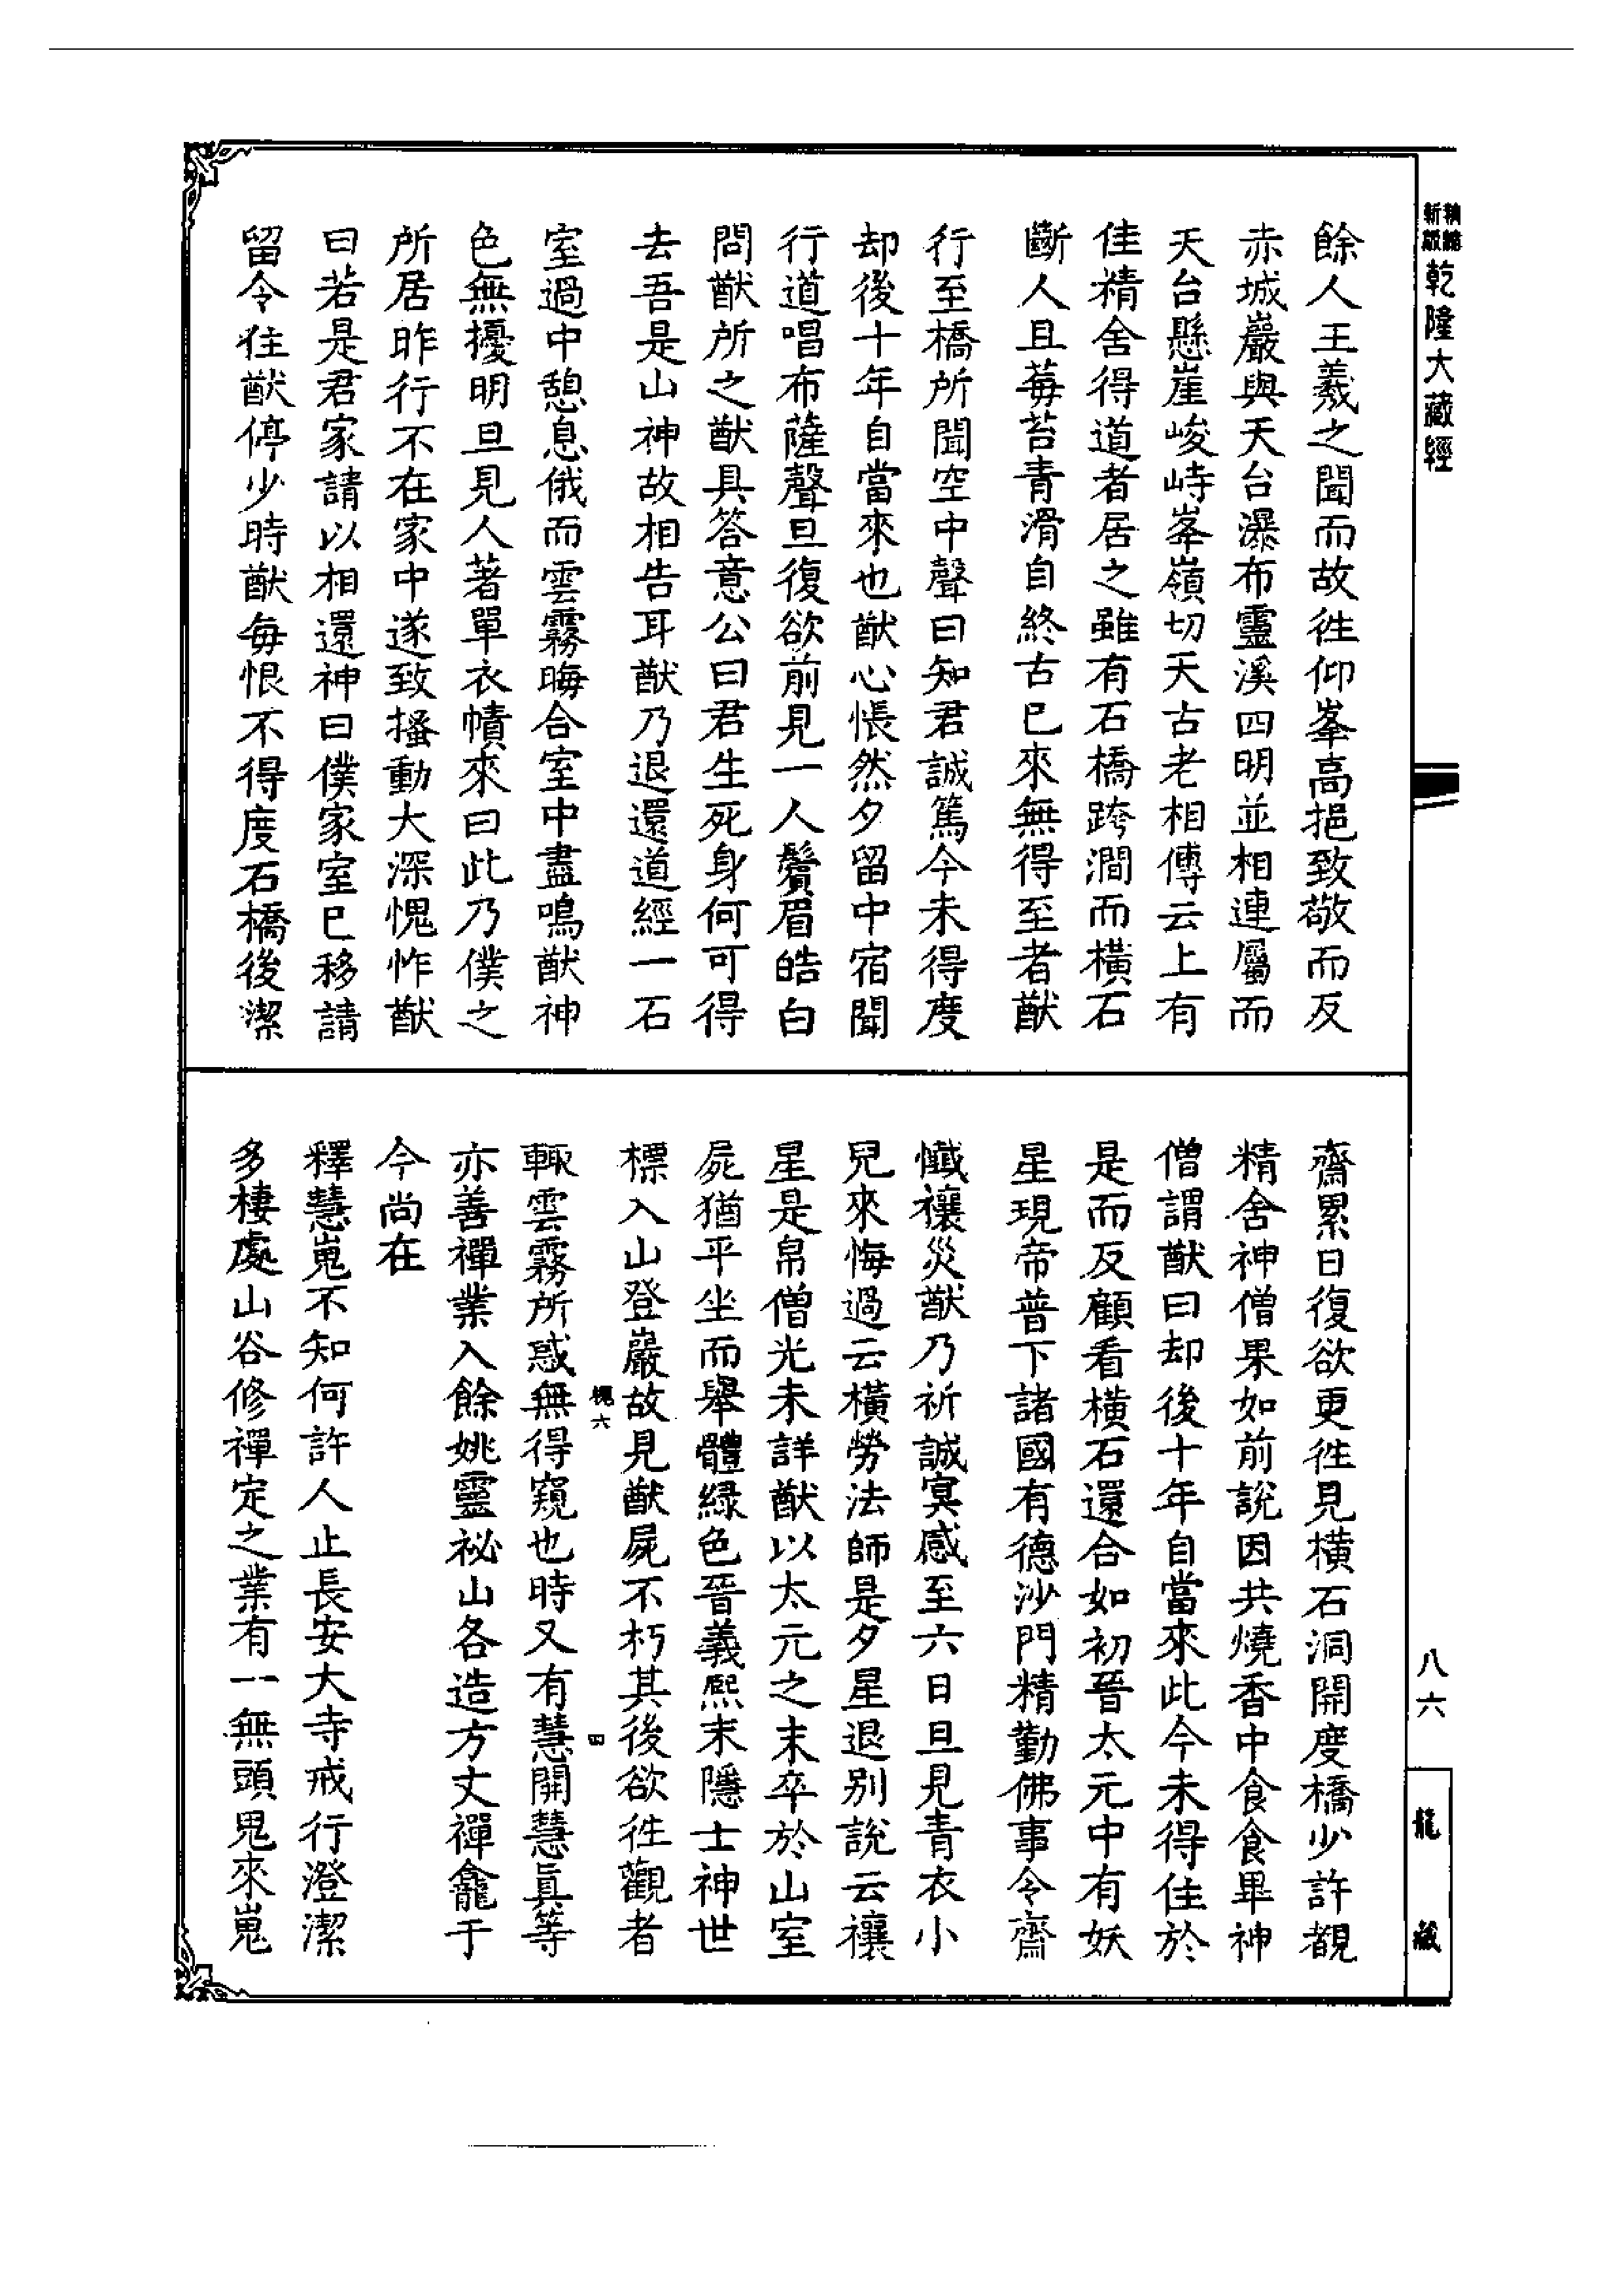 新版精縮乾隆大藏經
餘人王羲之聞而故往仰峯高挹致敬而反
赤城巖與天台瀑布靈溪四明並相連屬而
天台懸崖峻峙峯嶺切天古老相傳云上有
佳精舍得道者居之雖有石橋跨澗而橫石
斷人且莓苔青滑自終古已來無得至者猷
行至橋所聞空中聲曰知君誠篤今未得度
却後十年自當來也猷心悵然夕留中宿聞
行道唱布薩聲旦復欲前見一人鬢眉皓白
問猷所之猷具答意公曰君生死身何可得
去吾是山神故相告耳猷乃退還道經一石
室過中憩息俄而雲霧晦合室中盡鳴猷神
色無擾明旦見人著單衣幘來曰此乃僕之
所居昨行不在家中遂致搔動大深愧怍猷
曰若是君家請以相還神曰僕家室已移請
留令住猷停少時猷每恨不得度石橋後潔
齋累日復欲更往見橫石洞開度橋少許覩
精舍神僧果如前說因共燒香中食食畢神
僧謂猷曰却後十年自當來此今未得住於
是而反顧看橫石還合如初晉太元中有妖
星現帝普下諸國有德沙門精勤佛事令齋
懺禳災猷乃祈誠冥感至六日旦見青衣小
兒來悔過云橫勞法師是夕星退別說云禳
星是帛僧光未詳猷以太元之末卒於山室
屍猶平坐而舉體綠色晉義熙末隱士神世
標入山登巖故見猷屍不朽其後欲往觀者
輒雲霧所惑無得窺也時又有慧開慧眞等
亦善禪業入餘姚靈祕山各造方丈禪龕于
今尚在
釋慧嵬不知何許人止長安大寺戒行澄潔
多棲處山谷修禪定之業有一無頭鬼來嵬
六
四
八六
龍藏